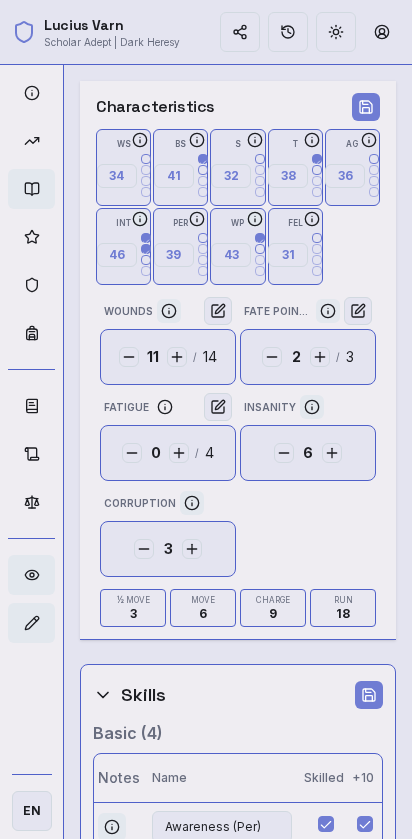 Lucius Varn
Scholar Adept | Dark Heresy
Characteristics
WS BS S T AG
34 41 32 38 36
INT PER WP FEL
46 39 43 31
WOUNDS FATE POIN...
11 / 14 2 / 3
FATIGUE INSANITY
0 / 4 6
CORRUPTION
3
½ MOVE MOVE CHARGE RUN
3 6 9 18
Skills
Basic (4)
Notes Name Skilled +10
Awareness (Per)
EN